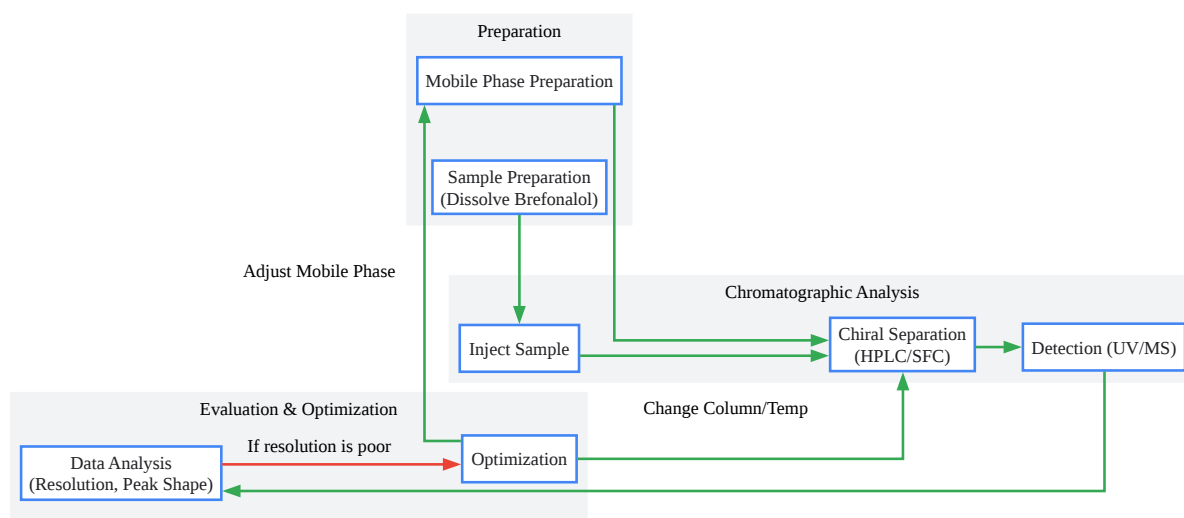 Preparation
Mobile Phase Preparation
Sample Preparation
(Dissolve Brefonalol)
Adjust Mobile Phase
Chromatographic Analysis
Inject Sample
Chiral Separation
(HPLC/SFC)
Detection (UV/MS)
Evaluation & Optimization
Change Column/Temp
If resolution is poor
Data Analysis
(Resolution, Peak Shape)
Optimization